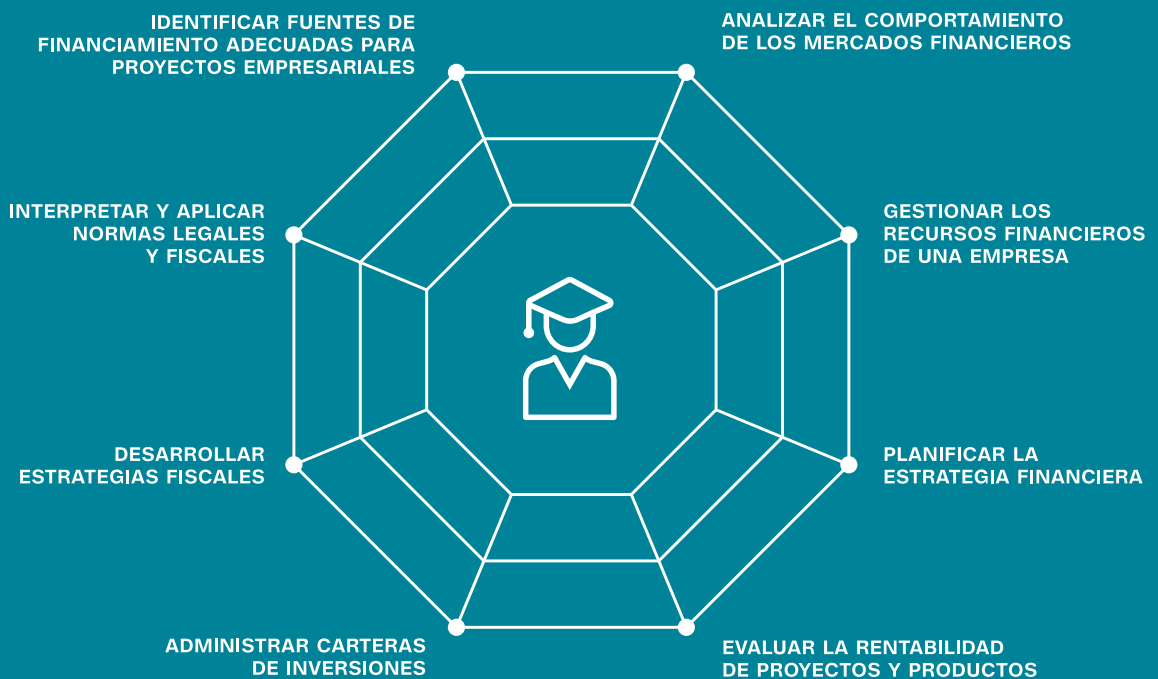 IDENTIFICAR FUENTES DE
FINANCIAMIENTO ADECUADAS PARA
PROYECTOS EMPRESARIALES
ANALIZAR EL COMPORTAMIENTO
DE LOS MERCADOS FINANCIEROS
INTERPRETAR Y APLICAR
NORMAS LEGALES
Y FISCALES
GESTIONAR LOS
RECURSOS FINANCIEROS
DE UNA EMPRESA
DESARROLLAR
ESTRATEGIAS FISCALES
PLANIFICAR LA
ESTRATEGIA FINANCIERA
ADMINISTRAR CARTERAS
DE INVERSIONES
EVALUAR LA RENTABILIDAD
DE PROYECTOS Y PRODUCTOS